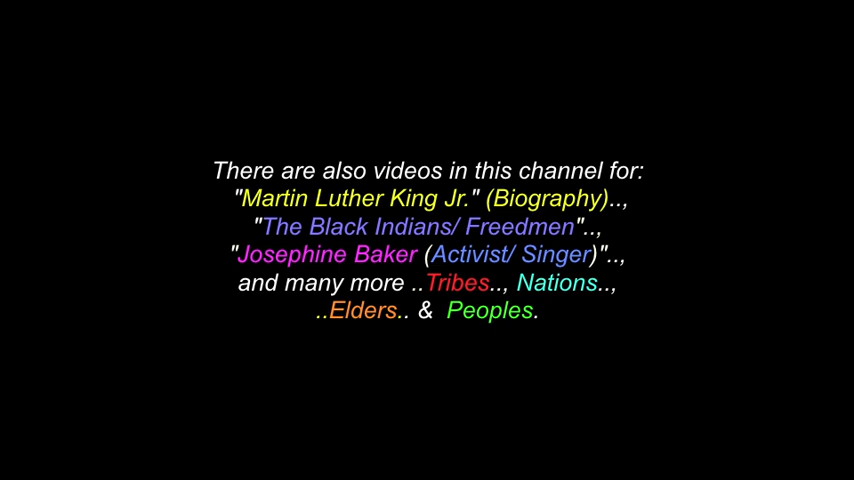 There are also videos in this channel for:
"Martin Luther King Jr." (Biography)..,
"The Black Indians/ Freedmen"..,
"Josephine Baker (Activist/ Singer)"..,
and many more ..Tribes.., Nations..,
..Elders.. & Peoples.